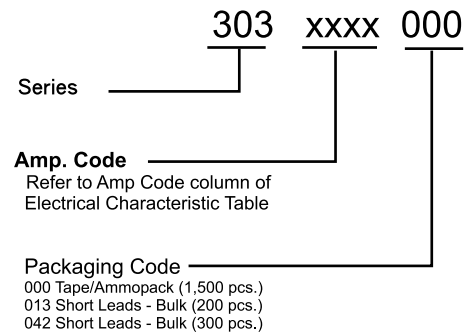 303 xxxx 000
Series
Amp. Code
Refer to Amp Code column of
Electrical Characteristic Table
Packaging Code
000 Tape/Ammopack (1,500 pcs.)
013 Short Leads - Bulk (200 pcs.)
042 Short Leads - Bulk (300 pcs.)